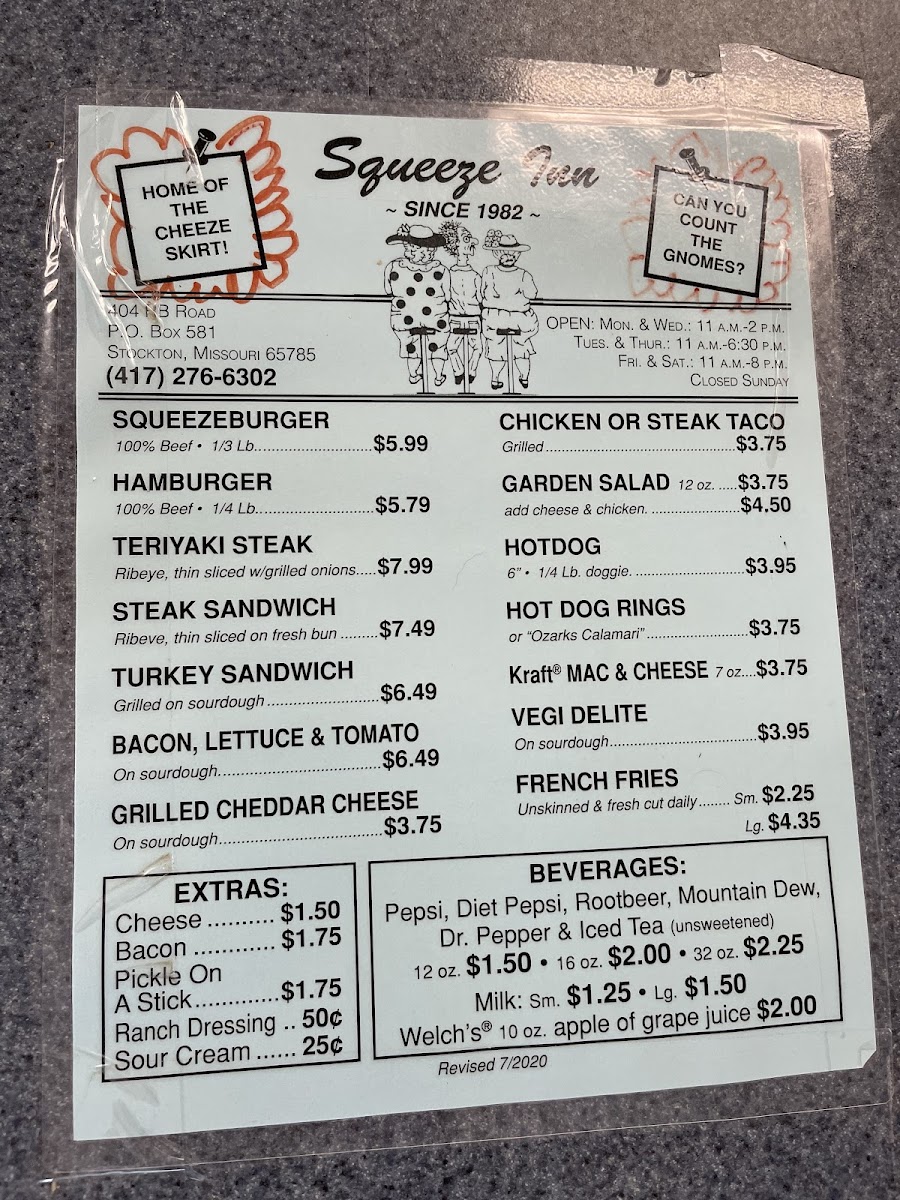 HOME OF
THE
CHEEZE
SKIRT!
Squeeze Inn
~ SINCE 1982 ~
CAN YOU
COUNT
THE
GNOMES?
404 RB ROAD
P.O. BOX 581
STOCKTON, MISSOURI 65785
(417) 276-6302
OPEN: MON. & WED.: 11 A.M.-2 P.M.
TUES. & THUR.: 11 A.M.-6:30 P.M.
FRI. & SAT.: 11 A.M.-8 P.M.
CLOSED SUNDAY
SQUEEZEBURGER
100% Beef • 1/3 Lb. $5.99
HAMBURGER
100% Beef • 1/4 Lb. $5.79
TERIYAKI STEAK
Ribeye, thin sliced w/grilled onions.....$7.99
STEAK SANDWICH
Ribeve, thin sliced on fresh bun .........$7.49
TURKEY SANDWICH
Grilled on sourdough ...........................$6.49
BACON, LETTUCE & TOMATO
On sourdough...................................$6.49
GRILLED CHEDDAR CHEESE
On sourdough...................................$3.75
CHICKEN OR STEAK TACO
Grilled ..........................................$3.75
GARDEN SALAD 12 oz. .....$3.75
add cheese & chicken. ....................$4.50
HOTDOG
6" • 1/4 Lb. doggie. .........................$3.95
HOT DOG RINGS
or "Ozarks Calamari".......................$3.75
Kraft® MAC & CHEESE 7 oz....$3.75
VEGI DELITE
On sourdough.................................$3.95
FRENCH FRIES
Unskinned & fresh cut daily........ Sm. $2.25
Lg. $4.35
EXTRAS:
Cheese .......... $1.50
Bacon ............ $1.75
Pickle On
A Stick.............$1.75
Ranch Dressing .. 50¢
Sour Cream ...... 25¢
BEVERAGES:
Pepsi, Diet Pepsi, Rootbeer, Mountain Dew,
Dr. Pepper & Iced Tea (unsweetened)
12 oz. $1.50 • 16 oz. $2.00 • 32 oz. $2.25
Milk: Sm. $1.25 • Lg. $1.50
Welch's® 10 oz. apple of grape juice $2.00
Revised 7/2020